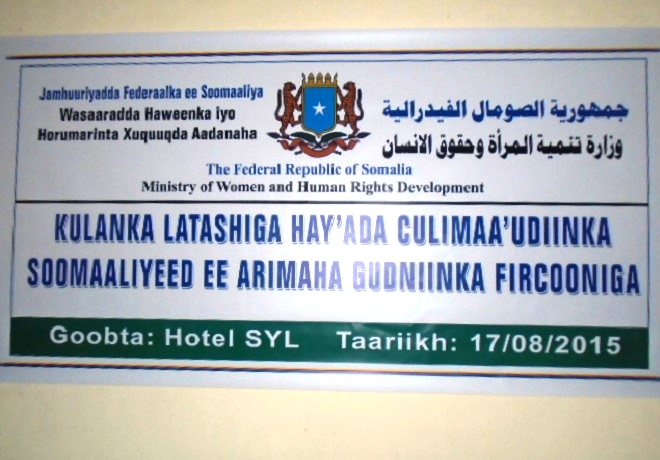 Jamhuuriyadda Federaalka ee Soomaaliya
Wasaaradda Haweenka iyo
Horumarinta Xuquuqda Aadanaha
جمهورية الصومال الفيدرالية
وزارة تنمية المرأة وحقوق الانسان
The Federal Republic of Somalia
Ministry of Women and Human Rights Development
KULANKA LATASHIGA HAY'ADA CULIMAA'UDIINKA
SOOMAALIYEED EE ARIMAHA GUDNIINKA FIRCOONIGA
Goobta: Hotel SYL Taariikh: 17/08/2015